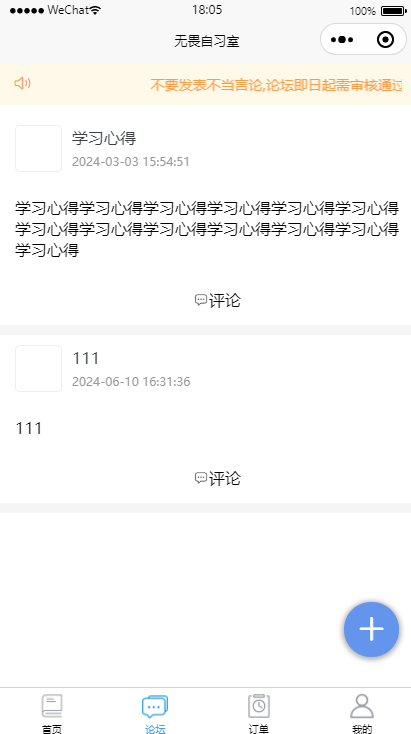 ●●●●● WeChat
18:05
100%
无畏自习室
不要发表不当言论,论坛即日起需审核通过
学习心得
2024-03-03 15:54:51
学习心得学习心得学习心得学习心得学习心得学习心得
学习心得学习心得学习心得学习心得学习心得学习心得
学习心得
评论
111
2024-06-10 16:31:36
111
评论
首页
论坛
订单
我的